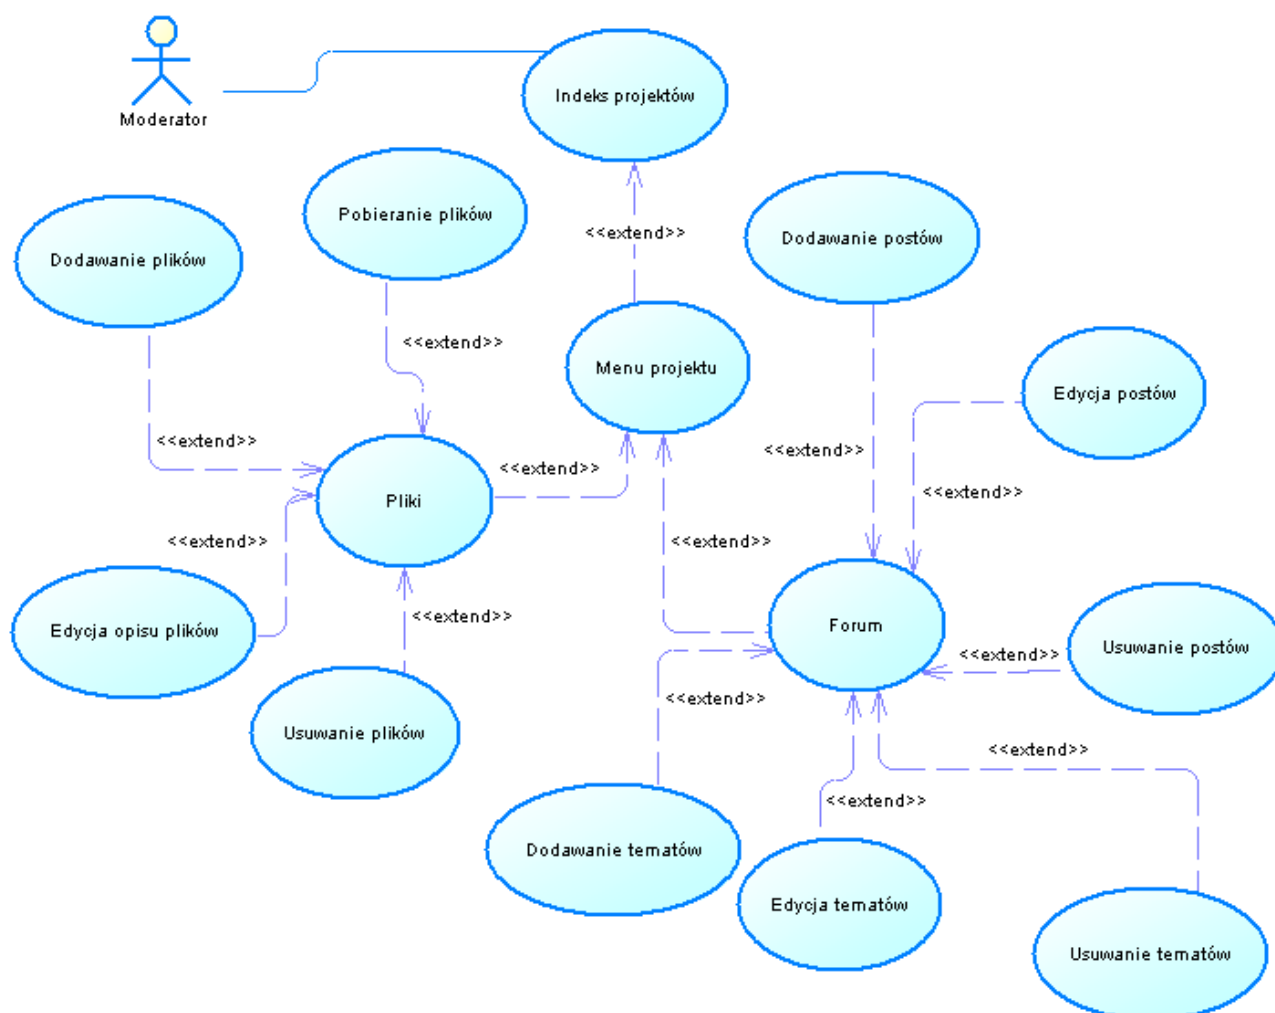 Moderator
Indeks projektów
Pobieranie plików
Dodawanie plików
<<extend>>
Dodawanie postów
<<extend>>
Menu projektu
Edycja postów
<<extend>>
<<extend>>
<<extend>>
<<extend>>
Pliki
<<extend>>
<<extend>>
<<extend>>
<<extend>>
Edycja opisu plików
Forum
Usuwanie postów
<<extend>>
<<extend>>
Usuwanie plików
<<extend>>
<<extend>>
Dodawanie tematów
Edycja tematów
Usuwanie tematów